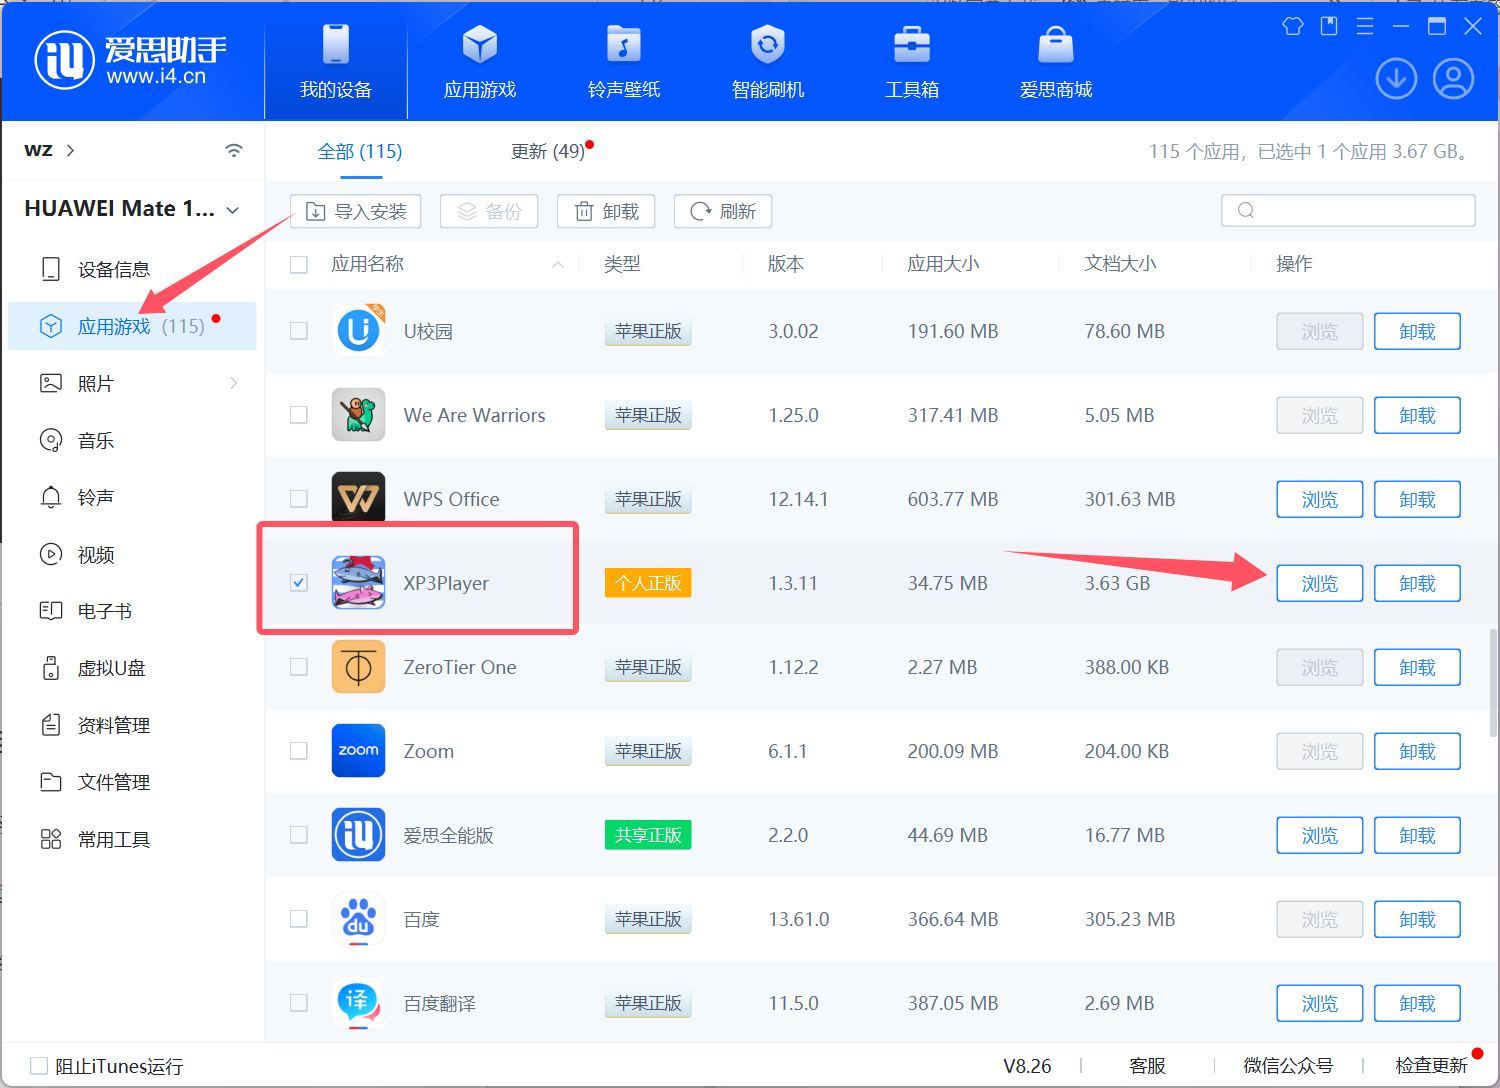 爱思助手
www.i4.cn
我的设备
应用游戏
铃声壁纸
智能刷机
工具箱
爱思商城
wz
全部 (115)
更新 (49)
115 个应用，已选中 1 个应用 3.67 GB。
HUAWEI Mate 1...
导入安装
备份
卸载
刷新
设备信息
应用游戏 (115)
照片
音乐
铃声
视频
电子书
虚拟U盘
资料管理
文件管理
常用工具
应用名称 类型 版本 应用大小 文档大小 操作
U校园 苹果正版 3.0.02 191.60 MB 78.60 MB 浏览 卸载
We Are Warriors 苹果正版 1.25.0 317.41 MB 5.05 MB 浏览 卸载
WPS Office 苹果正版 12.14.1 603.77 MB 301.63 MB 浏览 卸载
XP3Player 个人正版 1.3.11 34.75 MB 3.63 GB 浏览 卸载
ZeroTier One 苹果正版 1.12.2 2.27 MB 388.00 KB 浏览 卸载
zoom Zoom 苹果正版 6.1.1 200.09 MB 204.00 KB 浏览 卸载
爱思全能版 共享正版 2.2.0 44.69 MB 16.77 MB 浏览 卸载
du 百度 苹果正版 13.61.0 366.64 MB 305.23 MB 浏览 卸载
译 百度翻译 苹果正版 11.5.0 387.05 MB 2.69 MB 浏览 卸载
阻止iTunes运行
V8.26
客服
微信公众号
检查更新